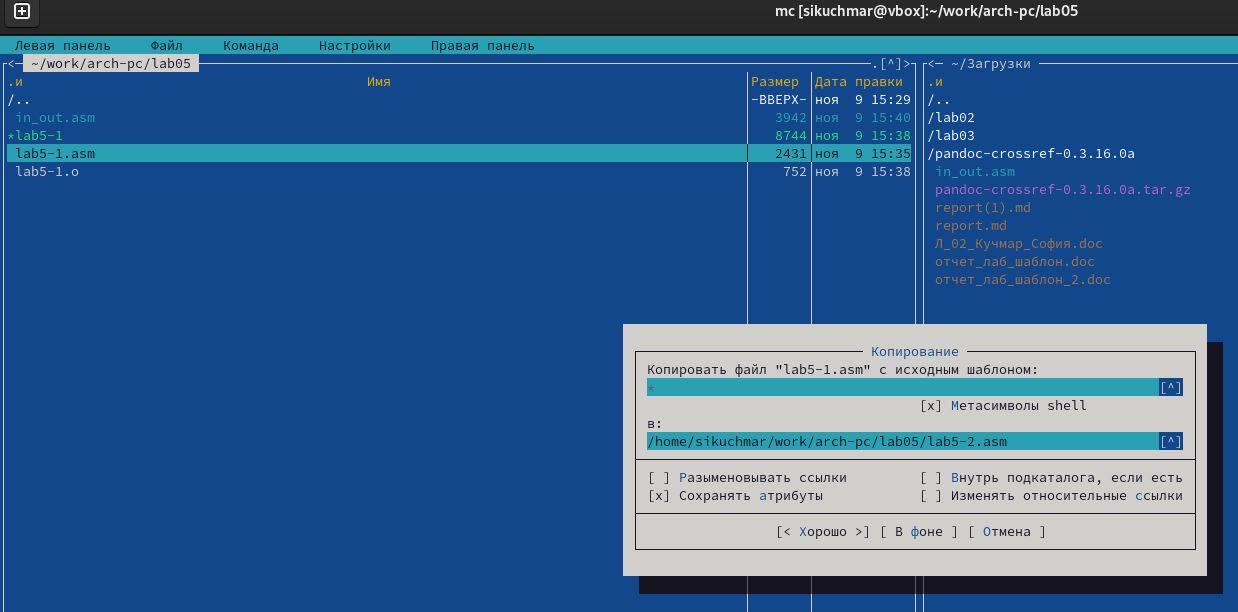 mc [sikuchmar@vbox]:~/work/arch-pc/lab05
Левая панель Файл Команда Настройки Правая панель
<— ~/work/arch-pc/lab05 .[^]>
.и Имя Размер Дата правки
/.. -ВВЕРХ- ноя 9 15:29
in_out.asm 3942 ноя 9 15:40
*lab5-1 8744 ноя 9 15:38
lab5-1.asm 2431 ноя 9 15:35
lab5-1.o 752 ноя 9 15:38
<— ~/Загрузки
.и
/..
/lab02
/lab03
/pandoc-crossref-0.3.16.0a
in_out.asm
pandoc-crossref-0.3.16.0a.tar.gz
report(1).md
report.md
Л_02_Кучмар_София.doc
отчет_лаб_шаблон.doc
отчет_лаб_шаблон_2.doc
Копирование
Копировать файл "lab5-1.asm" с исходным шаблоном:
* [^]
[x] Метасимволы shell
в:
/home/sikuchmar/work/arch-pc/lab05/lab5-2.asm [^]
[ ] Разыменовывать ссылки [ ] Внутрь подкаталога, если есть
[x] Сохранять атрибуты [ ] Изменять относительные ссылки
[< Хорошо >] [ В фоне ] [ Отмена ]